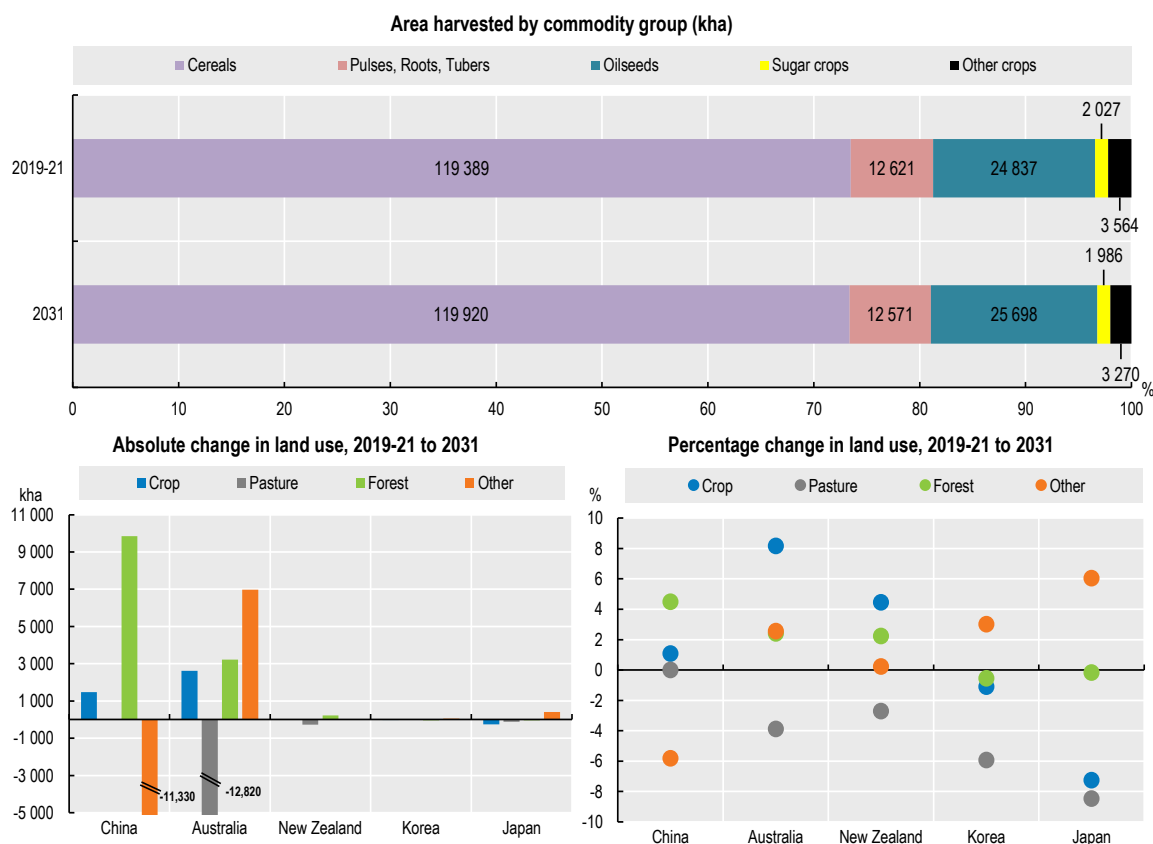 Area harvested by commodity group (kha)
Cereals Pulses, Roots, Tubers Oilseeds Sugar crops Other crops
2 027
2019-21 119 389 12 621 24 837
3 564
1 986
2031 119 920 12 571 25 698
3 270
0 10 20 30 40 50 60 70 80 90 100 %
Absolute change in land use, 2019-21 to 2031
Crop Pasture Forest Other
kha
11 000
9 000
7 000
5 000
3 000
1 000
-1 000
-3 000
-5 000
-11,330 -12,820
China Australia New Zealand Korea Japan
Percentage change in land use, 2019-21 to 2031
Crop Pasture Forest Other
%
10
8
6
4
2
0
-2
-4
-6
-8
-10
China Australia New Zealand Korea Japan